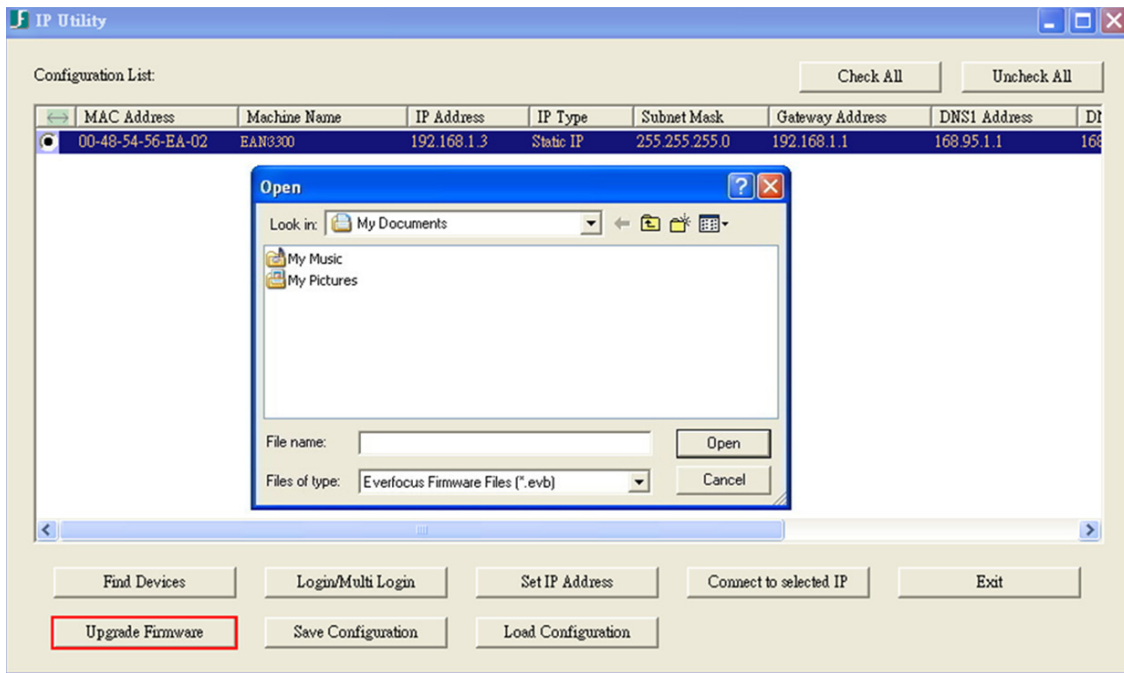 IP Utility
Configuration List:
Check All
Uncheck All
MAC Address Machine Name IP Address IP Type Subnet Mask Gateway Address DNS1 Address
00-48-54-56-EA-02 EAN3300 192.168.1.3 Static IP 255.255.255.0 192.168.1.1 168.95.1.1 168
Open
Look in: My Documents
My Music
My Pictures
File name:
Open
Files of type: Everfocus Firmware Files (*.evb)
Cancel
Find Devices
Login/Multi Login
Set IP Address
Connect to selected IP
Exit
Upgrade Firmware
Save Configuration
Load Configuration